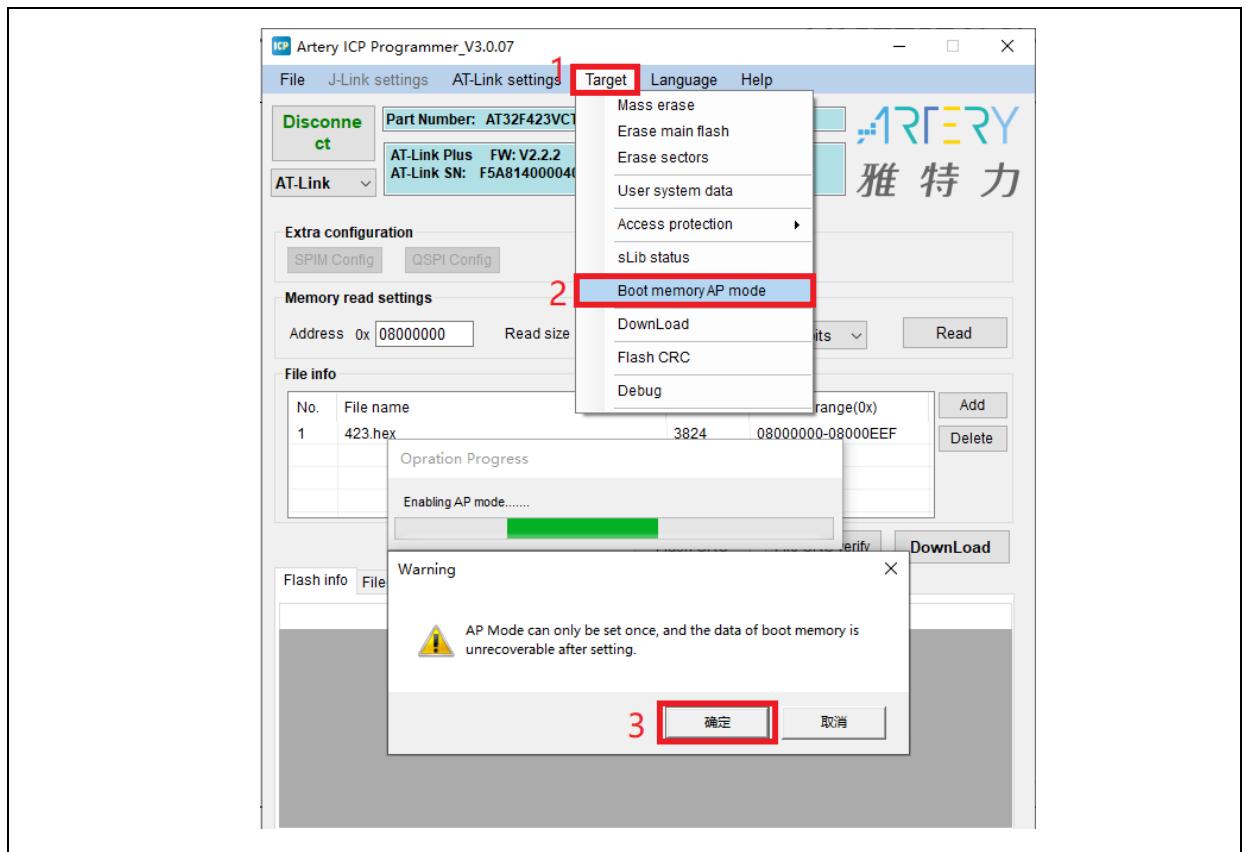 Artery ICP Programmer_V3.0.07
1
File J-Link settings AT-Link settings Target Language Help
Mass erase
Erase main flash
Erase sectors
User system data
Access protection
sLib status
2 Boot memory AP mode
DownLoad
Flash CRC
Debug
Disconne
ct
Part Number: AT32F423VCT
AT-Link Plus FW: V2.2.2
AT-Link SN: F5A81400004
AT-Link
ARTERY
雅特力
Extra configuration
SPIM Config QSPI Config
Memory read settings
Address 0x 08000000 Read size its Read
File info
No. File name range(0x) Add
1 423.hex 3824 08000000-08000EEF Delete
Opration Progress
Enabling AP mode.......
DownLoad
Flash info File
Warning
AP Mode can only be set once, and the data of boot memory is
unrecoverable after setting.
3 确定 取消